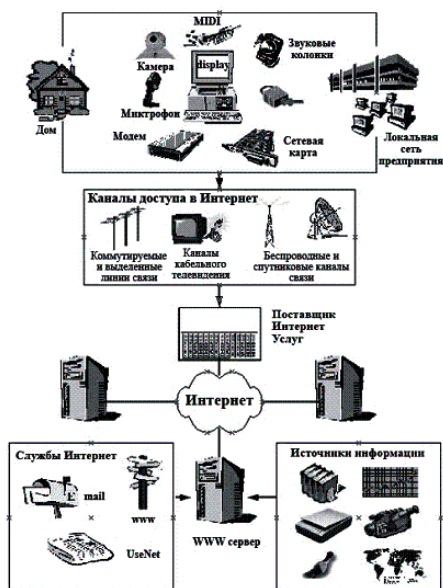 MIDI
Камера
display
Звуковые
колонки
Миктрофон
Дом
Модем
Сетевая
карта
Локальная
сеть
предприятия
Каналы доступа в Интернет
Коммутируемые
и выделенные
линии связи
Каналы
кабельного
телевидения
Беспроводные и
спутниковые каналы
связи
Поставщик
Интернет
Услуг
Интернет
Службы Интернет
E
mail
www
UseNet
WWW сервер
Источники информации